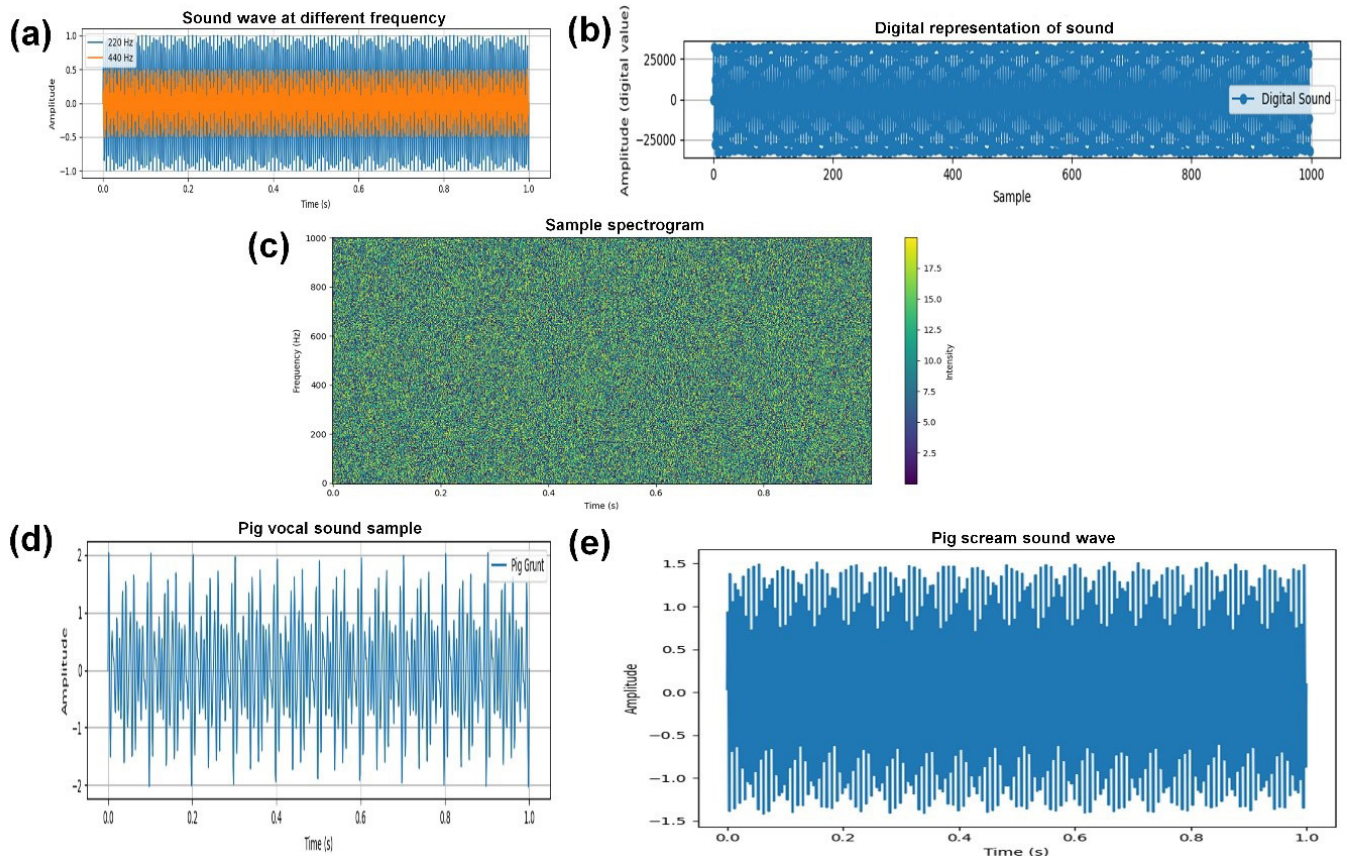 (a)
Sound wave at different frequency
220 Hz
440 Hz
Amplitude
1.0
0.5
0.0
−0.5
−1.0
0.0 0.2 0.4 0.6 0.8 1.0
Time (s)
(b)
Digital representation of sound
Amplitude (digital value)
25000
0
−25000
Digital Sound
0 200 400 600 800 1000
Sample
(c)
Sample spectrogram
Frequency (Hz)
1000
800
600
400
200
0
0.0 0.2 0.4 0.6 0.8
Time (s)
17.5
15.0
12.5
10.0
7.5
5.0
2.5
Intensity
(d)
Pig vocal sound sample
Pig Grunt
Amplitude
2
1
0
−1
−2
0.0 0.2 0.4 0.6 0.8 1.0
Time (s)
(e)
Pig scream sound wave
Amplitude
1.5
1.0
0.5
0.0
−0.5
−1.0
−1.5
0.0 0.2 0.4 0.6 0.8 1.0
Time (s)